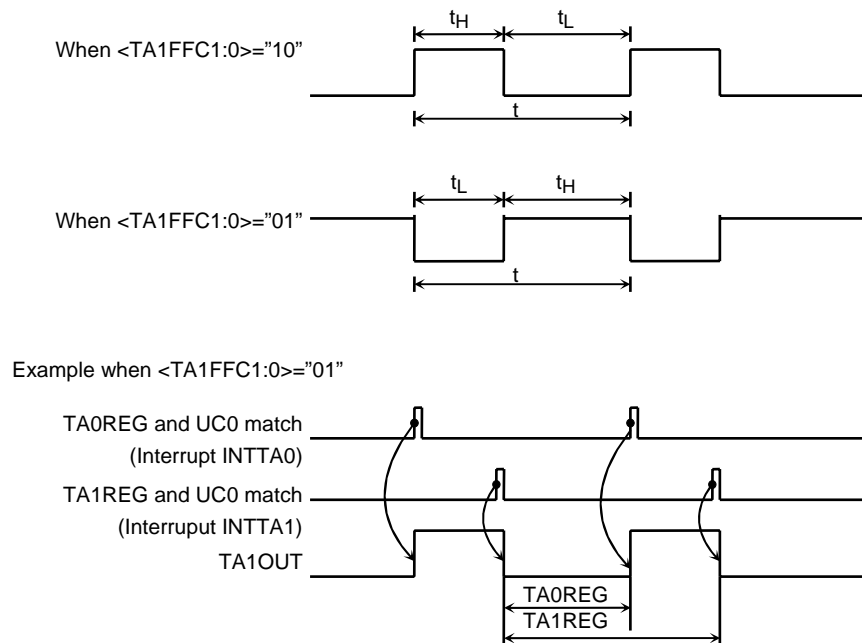 tH tL
When <TA1FFC1:0>=”10”
t
tL tH
When <TA1FFC1:0>=”01”
t
Example when <TA1FFC1:0>=”01”
TA0REG and UC0 match
(Interrupt INTTA0)
TA1REG and UC0 match
(Interruput INTTA1)
TA1OUT
TA0REG
TA1REG